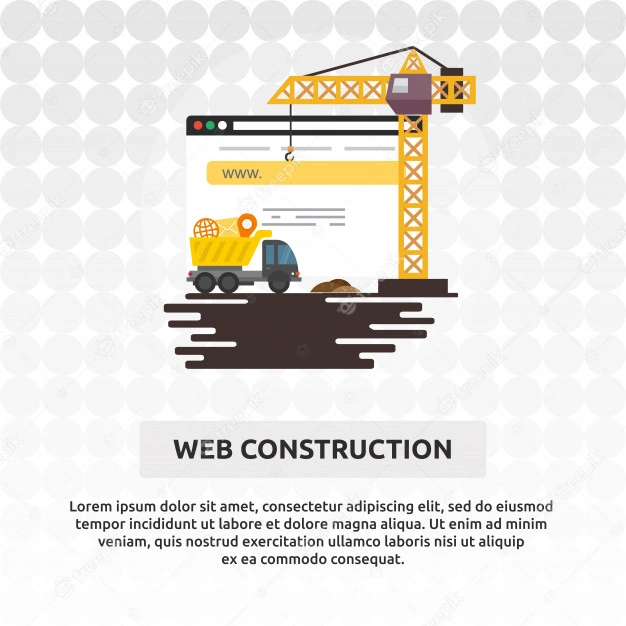 www.
WEB CONSTRUCTION
Lorem ipsum dolor sit amet, consectetur adipiscing elit, sed do eiusmod
tempor incididunt ut labore et dolore magna aliqua. Ut enim ad minim
veniam, quis nostrud exercitation ullamco laboris nisi ut aliquip
ex ea commodo consequat.